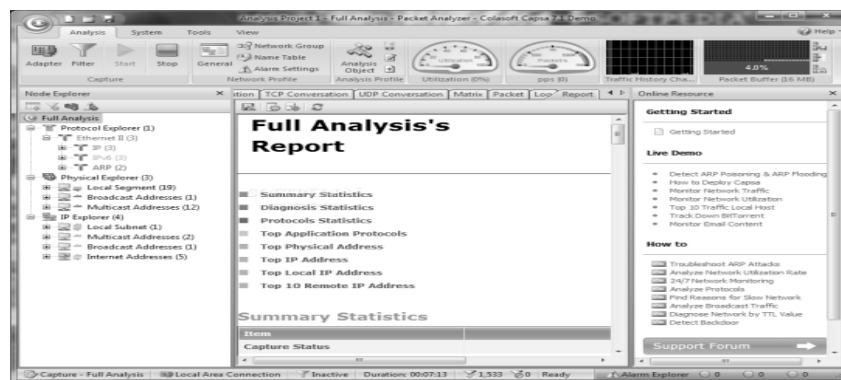 Analysis Project 1 - Full Analysis - Packet Analyzer - Colasoft Capsa 7.1 Demo
Analysis System Tools View
Help
Adapter Filter Start Stop General
Network Group
Name Table
Alarm Settings
Analysis Object
Utilization
Packets
4.0%
Capture Network Profile Analysis Profile Utilization (0%) pps (0) Traffic History Cha... Packet Buffer (16 MB)
Node Explorer
Full Analysis
Protocol Explorer (1)
Ethernet II (3)
IP (3)
IPv6 (3)
ARP (2)
Physical Explorer (3)
Local Segment (19)
Broadcast Addresses (1)
Multicast Addresses (12)
IP Explorer (4)
Local Subnet (1)
Multicast Addresses (2)
Broadcast Addresses (1)
Internet Addresses (5)
tion TCP Conversation UDP Conversation Matrix Packet Log Report
Full Analysis's
Report
Summary Statistics
Diagnosis Statistics
Protocols Statistics
Top Application Protocols
Top Physical Address
Top IP Address
Top Local IP Address
Top 10 Remote IP Address
Summary Statistics
Item
Capture Status
Online Resource
Getting Started
Getting Started
Live Demo
Detect ARP Poisoning & ARP Flooding
How to Deploy Capsa
Monitor Network Traffic
Monitor Network Utilization
Top 10 Traffic Local Host
Track Down BitTorrent
Monitor Email Content
How to
Troubleshoot ARP Attacks
Analyze Network Utilization Rate
24/7 Network Monitoring
Analyze Protocols
Find Reasons for Slow Network
Analyze Broadcast Traffic
Diagnose Network by TTL Value
Detect Backdoor
Support Forum
Capture - Full Analysis Local Area Connection Inactive Duration: 00:07:13 1,533 0 Ready Alarm Explorer 0 0 0